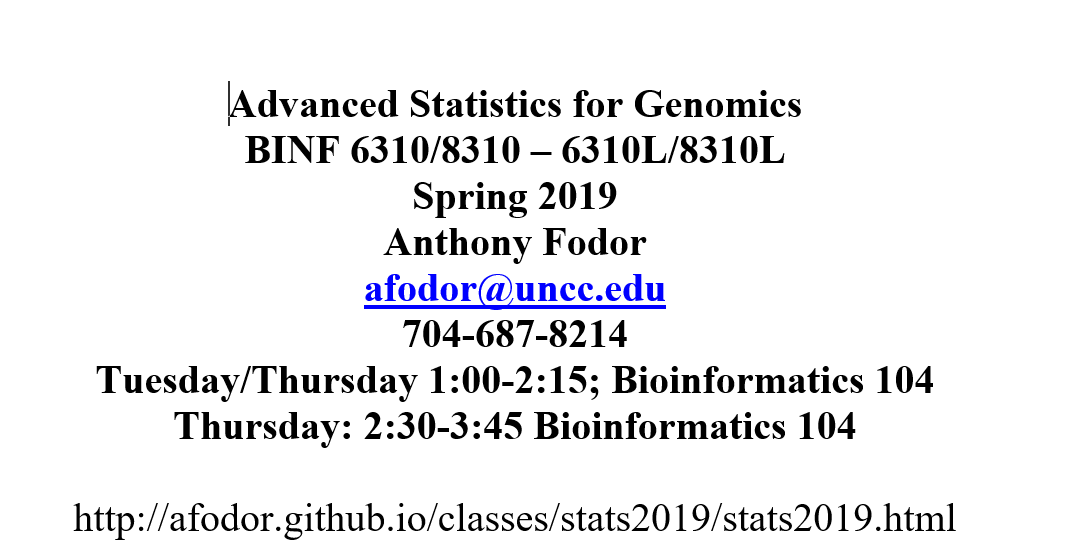 Advanced Statistics for Genomics
BINF 6310/8310 – 6310L/8310L
Spring 2019
Anthony Fodor
afodor@uncc.edu
704-687-8214
Tuesday/Thursday 1:00-2:15; Bioinformatics 104
Thursday: 2:30-3:45 Bioinformatics 104
http://afodor.github.io/classes/stats2019/stats2019.html